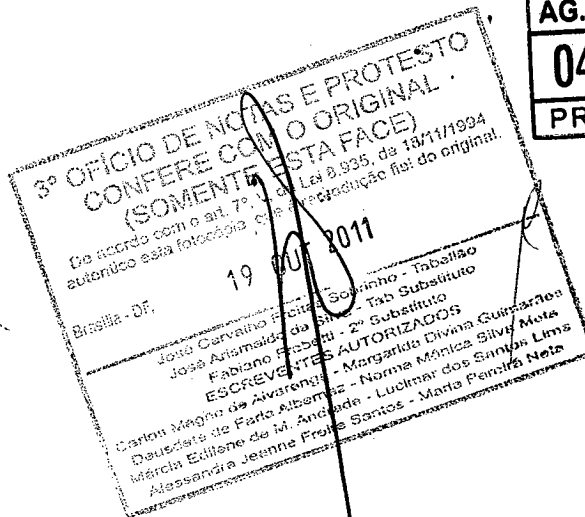 AG.
04
PR
3º OFÍCIO DE NOTAS E PROTESTO
CONFERE COM O ORIGINAL
(SOMENTE ESTA FACE)
De acordo com o art. 7º, V da Lei 8.935, de 18/11/1994
autentico esta fotocópia, que é reprodução fiel do original.
19 OUT 2011
Brasília - DF,
José Carvalho Freitas Sobrinho - Tabelião
José Arismaldo da Silva - Tab Substituto
Fabiano - 2º Substituto
ESCREVENTES AUTORIZADOS
Carlos Magno de Alvarenga - Margarida Divina Guimarães
Deusdete de Faria Albernaz - Norma Mônica Silva Mota
Márcia Edilene de M. Andrade - Lucimar dos Santos Lima
Alessandra Jeanne Freire Santos - Maria Pereira Neta